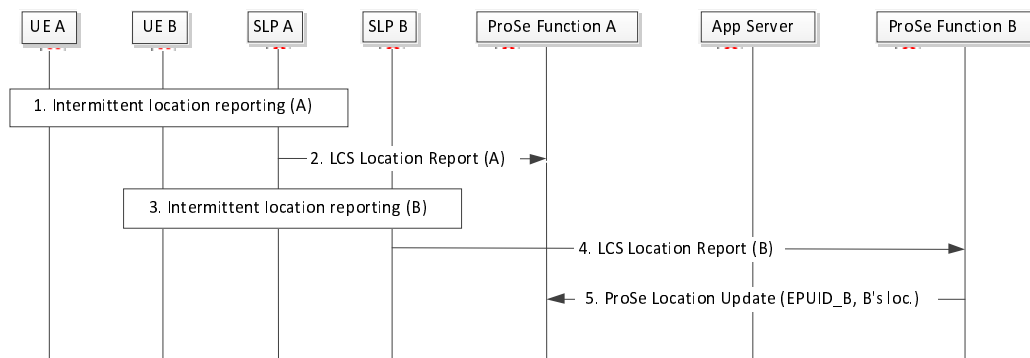 UE A
UE B
SLP A
SLP B
ProSe Function A
App Server
ProSe Function B
1. Intermittent location reporting (A)
2. LCS Location Report (A)
3. Intermittent location reporting (B)
4. LCS Location Report (B)
5. ProSe Location Update (EPUID_B, B's loc.)